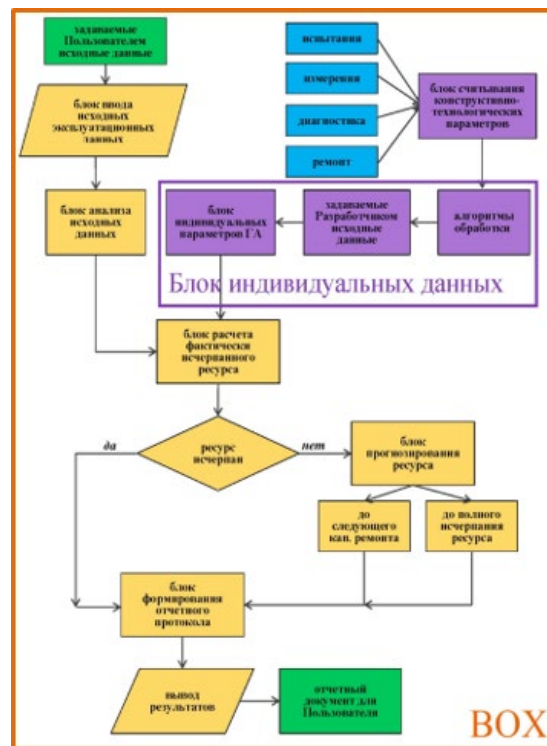 задаваемые
Пользователем
исходные данные
блок ввода
исходных
эксплуатационных
данных
блок анализа
исходных
данных
испытания
измерения
диагностика
ремонт
блок считывания
конструктивно-
технологических
параметров
алгоритмы
обработки
задаваемые
Разработчиком
исходные
данные
блок
индивидуальных
параметров ГА
Блок индивидуальных данных
блок расчета
фактически
исчерпанного
ресурса
да
ресурс
исчерпан
нет
блок
прогнозирования
ресурса
до
следующего
кап. ремонта
до полного
исчерпания
ресурса
блок
формирования
отчетного
протокола
вывод
результатов
отчетный
документ для
Пользователя
BOX